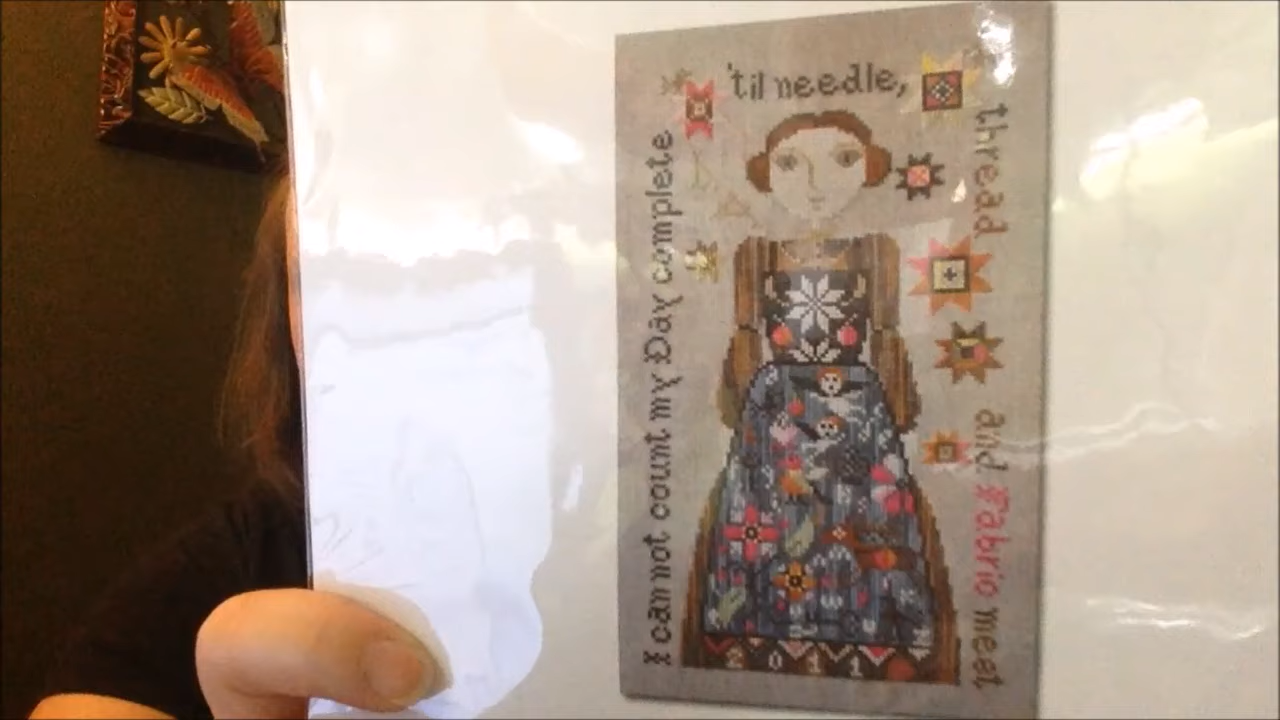 I can not count my Day complete
'til needle,
thread
and Fabric meet
2011